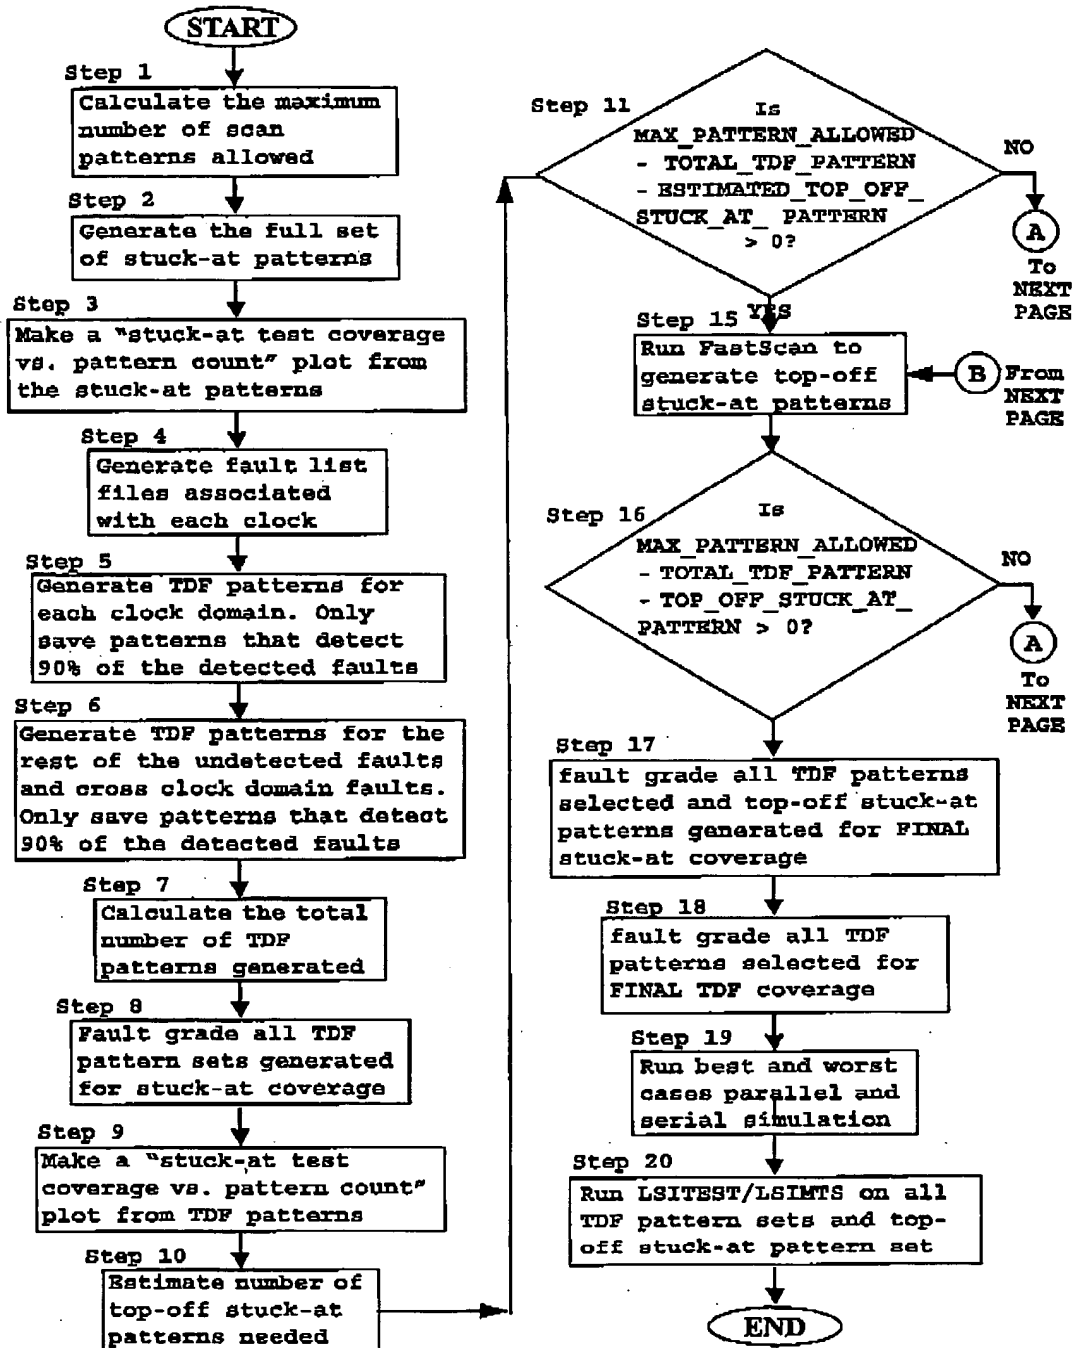 START
Step 1
Calculate the maximum
number of scan
patterns allowed
Step 2
Generate the full set
of stuck-at patterns
Step 3
Make a "stuck-at test coverage
vs. pattern count" plot from
the stuck-at patterns
Step 4
Generate fault list
files associated
with each clock
Step 5
Generate TDF patterns for
each clock domain. Only
save patterns that detect
90% of the detected faults
Step 6
Generate TDF patterns for the
rest of the undetected faults
and cross clock domain faults.
Only save patterns that detect
90% of the detected faults
Step 7
Calculate the total
number of TDF
patterns generated
Step 8
Fault grade all TDF
pattern sets generated
for stuck-at coverage
Step 9
Make a "stuck-at test
coverage vs. pattern count"
plot from TDF patterns
Step 10
Estimate number of
top-off stuck-at
patterns needed
Step 11
Is
MAX_PATTERN_ALLOWED
- TOTAL_TDF_PATTERN
- ESTIMATED_TOP_OFF_
STUCK_AT_ PATTERN
> 0?
NO
A
To
NEXT
PAGE
YES
Step 15
Run FastScan to
generate top-off
stuck-at patterns
B
From
NEXT
PAGE
Step 16
Is
MAX_PATTERN_ALLOWED
- TOTAL_TDF_PATTERN
- TOP_OFF_STUCK_AT_
PATTERN > 0?
NO
A
To
NEXT
PAGE
Step 17
fault grade all TDF patterns
selected and top-off stuck-at
patterns generated for FINAL
stuck-at coverage
Step 18
fault grade all TDF
patterns selected for
FINAL TDF coverage
Step 19
Run best and worst
cases parallel and
serial simulation
Step 20
Run LSITEST/LSIMTS on all
TDF pattern sets and top-
off stuck-at pattern set
END